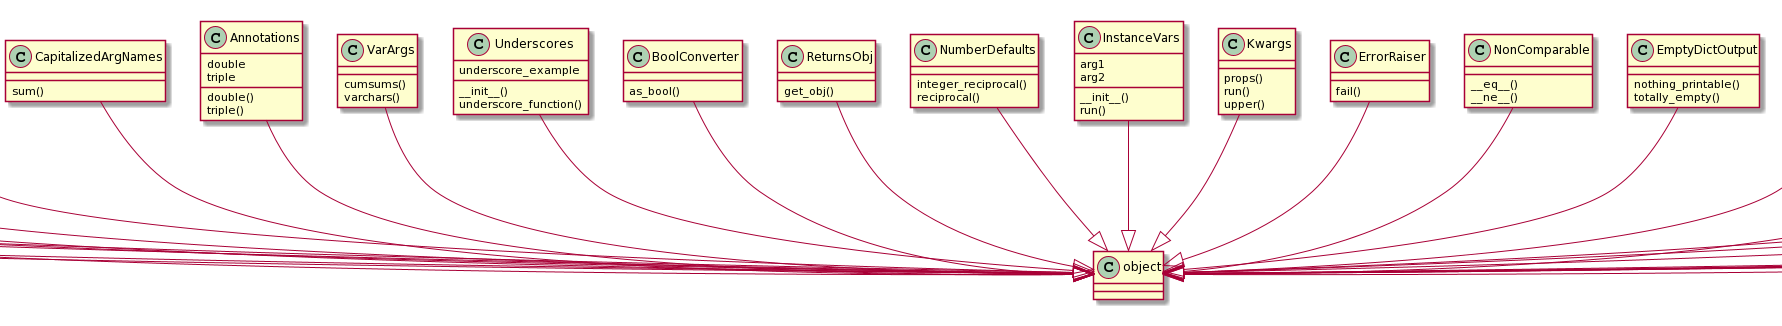 C CapitalizedArgNames
sum()
C Annotations
double
triple
double()
triple()
C VarArgs
cumsums()
varchars()
C Underscores
underscore_example
__init__()
underscore_function()
C BoolConverter
as_bool()
C ReturnsObj
get_obj()
C NumberDefaults
integer_reciprocal()
reciprocal()
C InstanceVars
arg1
arg2
__init__()
run()
C Kwargs
props()
run()
upper()
C ErrorRaiser
fail()
C NonComparable
__eq__()
__ne__()
C EmptyDictOutput
nothing_printable()
totally_empty()
C object